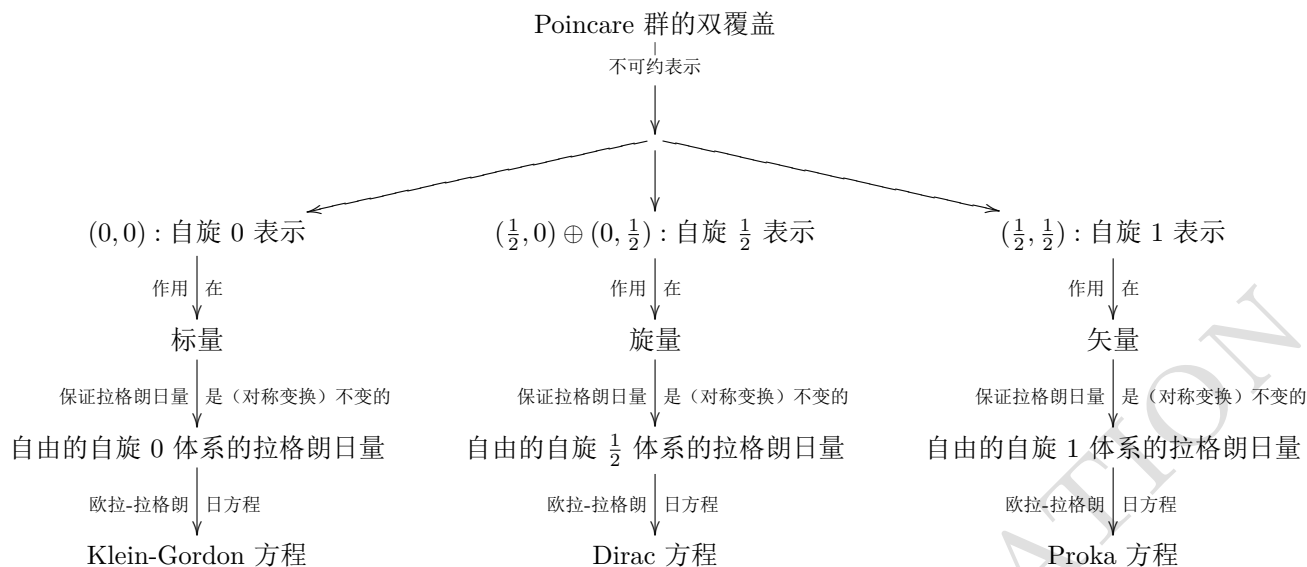 Poincare 群的双覆盖
不可约表示
(0, 0) : 自旋 0 表示
(1/2, 0) ⊕ (0, 1/2) : 自旋 1/2 表示
(1/2, 1/2) : 自旋 1 表示
作用 在
作用 在
作用 在
标量
旋量
矢量
保证拉格朗日量 是（对称变换）不变的
保证拉格朗日量 是（对称变换）不变的
保证拉格朗日量 是（对称变换）不变的
自由的自旋 0 体系的拉格朗日量
自由的自旋 1/2 体系的拉格朗日量
自由的自旋 1 体系的拉格朗日量
欧拉-拉格朗 日方程
欧拉-拉格朗 日方程
欧拉-拉格朗 日方程
Klein-Gordon 方程
Dirac 方程
Proka 方程
ATION